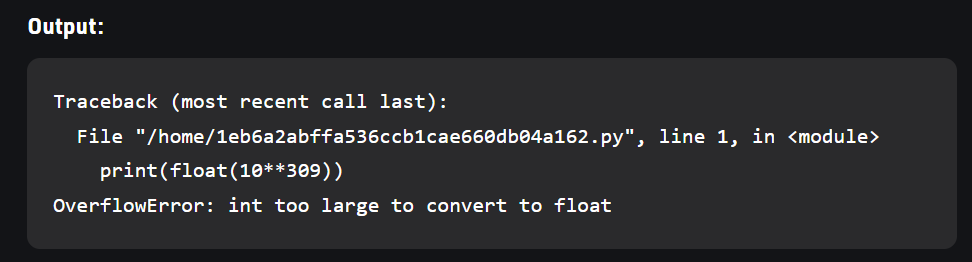 Output:
Traceback (most recent call last):
  File "/home/1eb6a2abffa536ccb1cae660db04a162.py", line 1, in <module>
    print(float(10**309))
OverflowError: int too large to convert to float